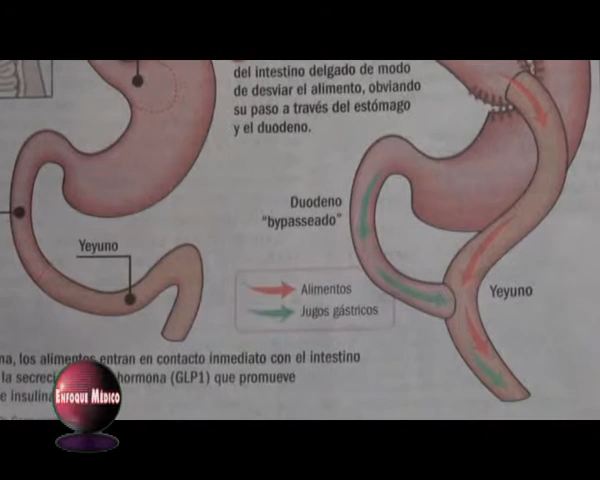 del intestino delgado de modo
de desviar el alimento, obviando
su paso a través del estómago
y el duodeno.
Duodeno
"bypasseado"
Yeyuno
Alimentos
Jugos gástricos
Yeyuno
los alimentos entran en contacto inmediato con el intestino
la hormona (GLP1) que promueve
e insulina
ENFOQUE MÉDICO